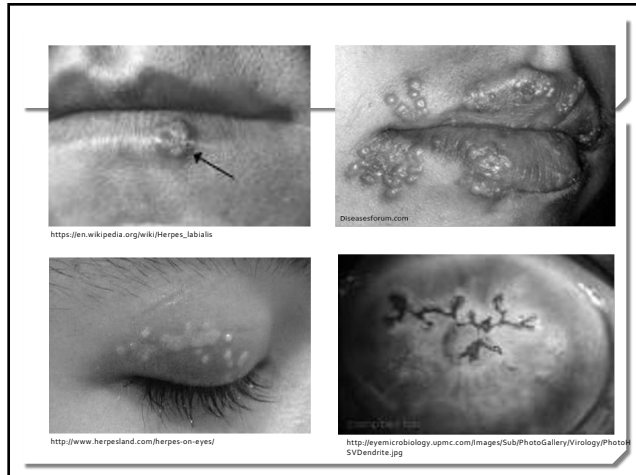 Diseasesforum.com
https://en.wikipedia.org/wiki/Herpes_labialis
http://www.herpesland.com/herpes-on-eyes/
http://eyemicrobiology.upmc.com/Images/Sub/PhotoGallery/Virology/PhotoH
SVDendrite.jpg